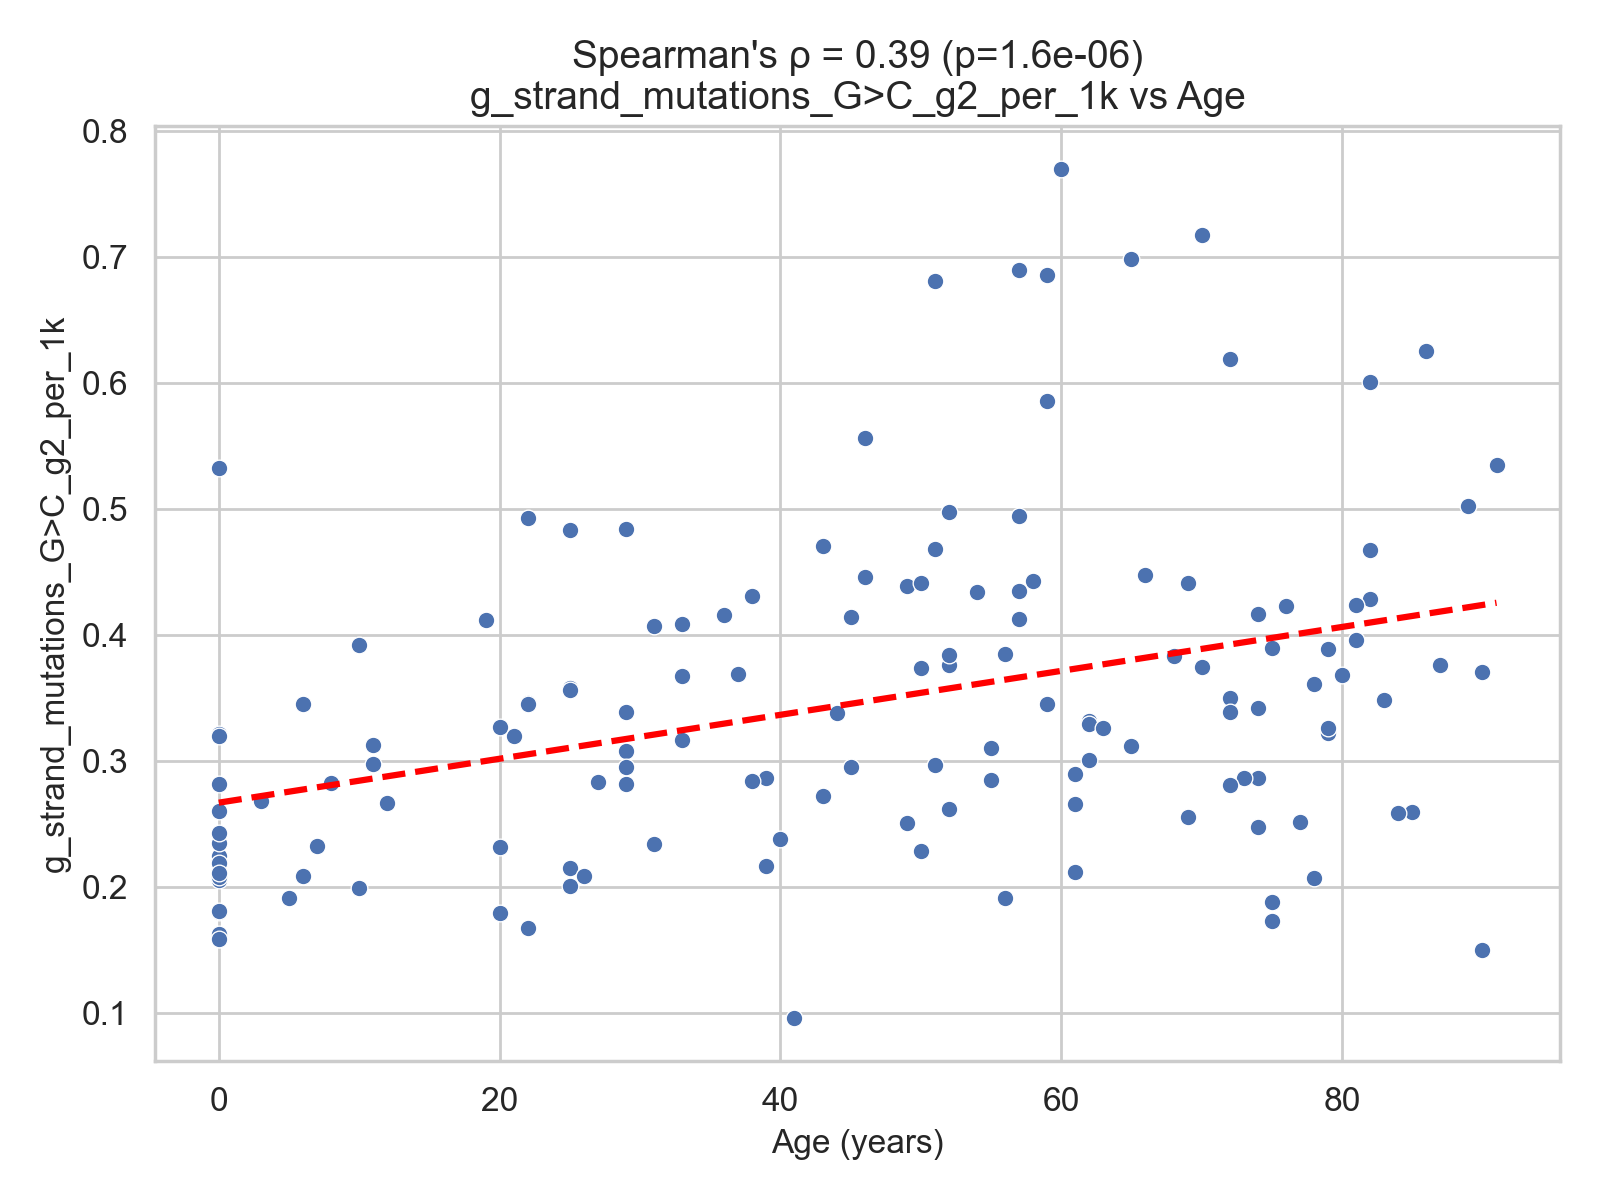 Spearman's ρ = 0.39 (p=1.6e-06)
g_strand_mutations_G>C_g2_per_1k vs Age
g_strand_mutations_G>C_g2_per_1k
0.8
0.7
0.6
0.5
0.4
0.3
0.2
0.1
0 20 40 60 80
Age (years)